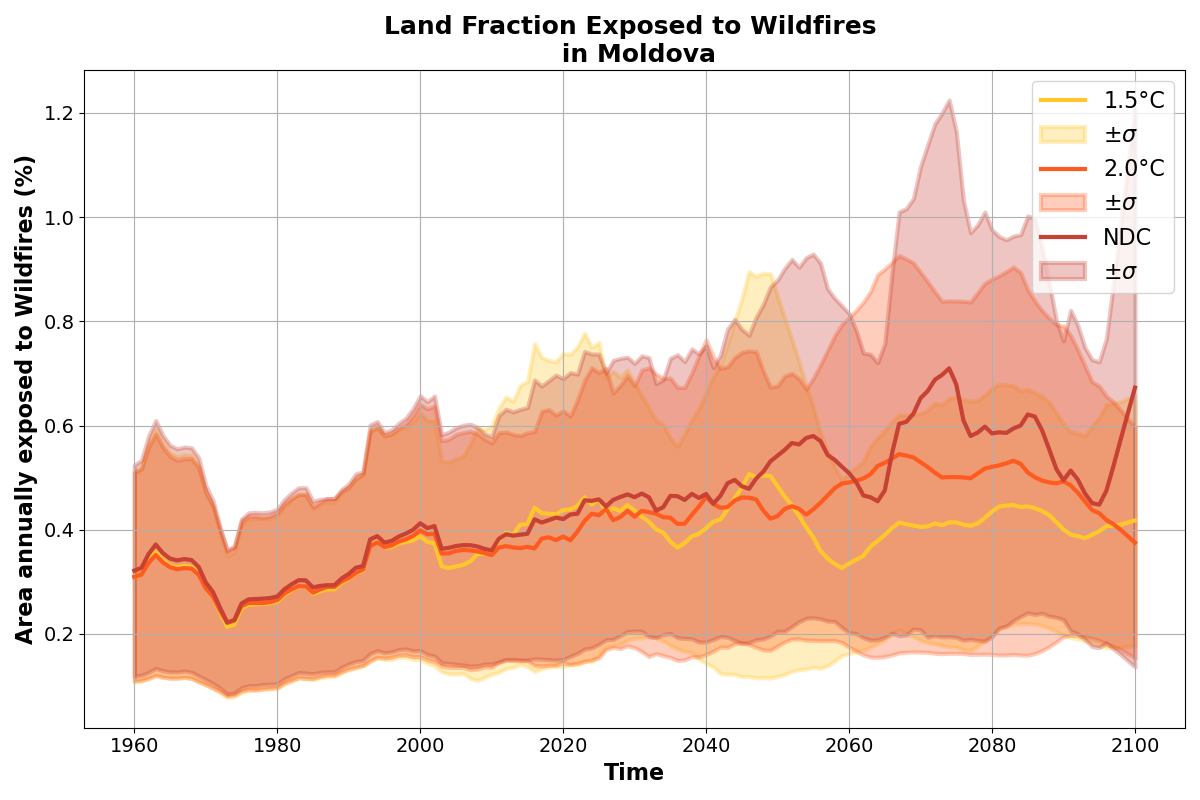 Land Fraction Exposed to Wildfires
in Moldova
Area annually exposed to Wildfires (%)
1.2
1.0
0.8
0.6
0.4
0.2
1960 1980 2000 2020 2040 2060 2080 2100
Time
1.5°C
±σ
2.0°C
±σ
NDC
±σ